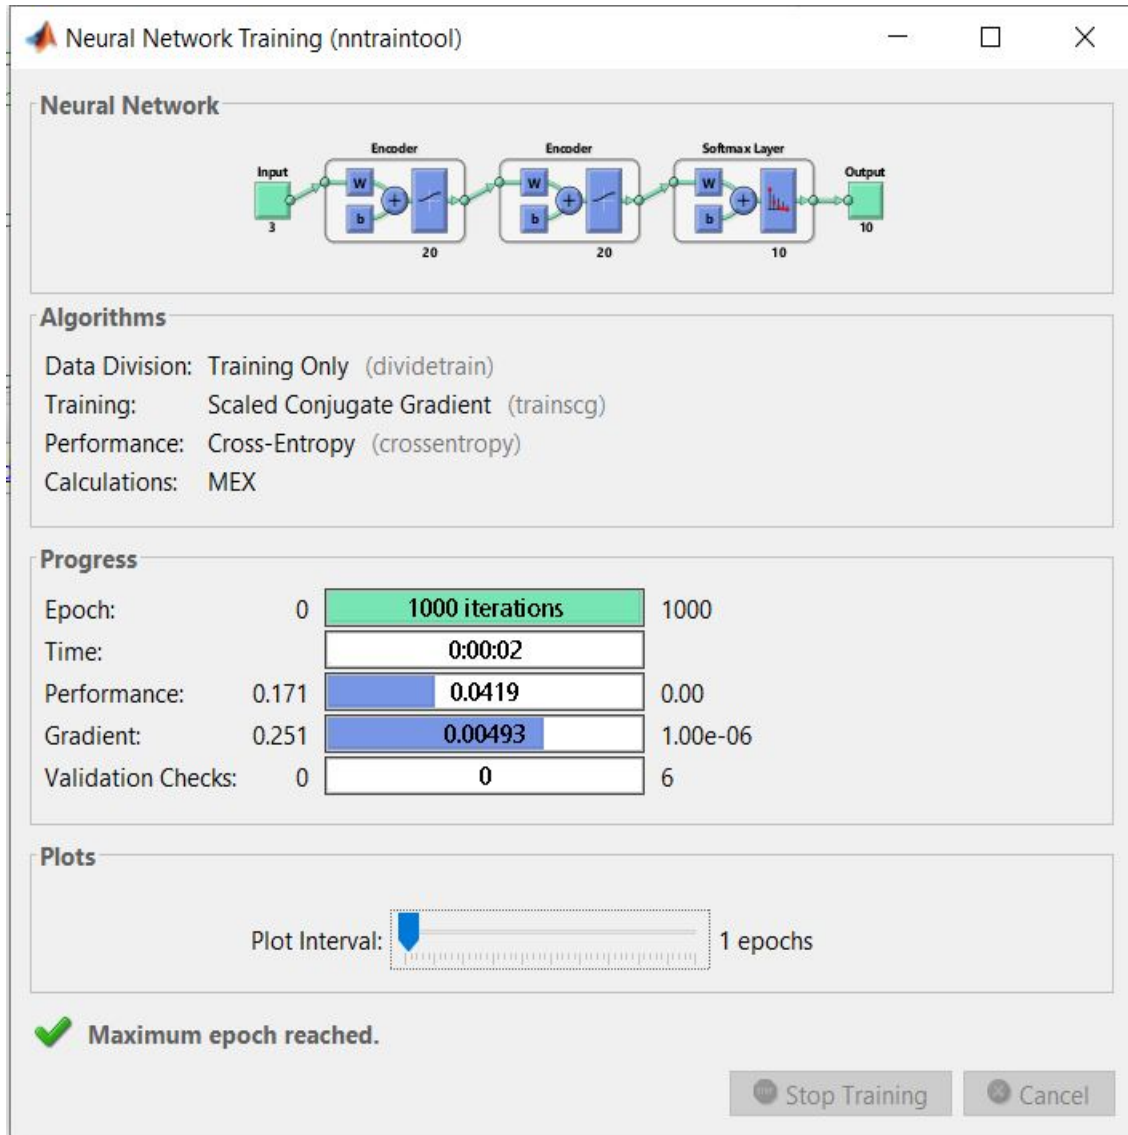 Neural Network Training (nntraintool)
Neural Network
Encoder Encoder Softmax Layer
Input Output
W W W
b b b
3 20 20 10 10
Algorithms
Data Division: Training Only (dividetrain)
Training: Scaled Conjugate Gradient (trainscg)
Performance: Cross-Entropy (crossentropy)
Calculations: MEX
Progress
Epoch: 0 1000 iterations 1000
Time: 0:00:02
Performance: 0.171 0.0419 0.00
Gradient: 0.251 0.00493 1.00e-06
Validation Checks: 0 0 6
Plots
Plot Interval: 1 epochs
Maximum epoch reached.
Stop Training Cancel